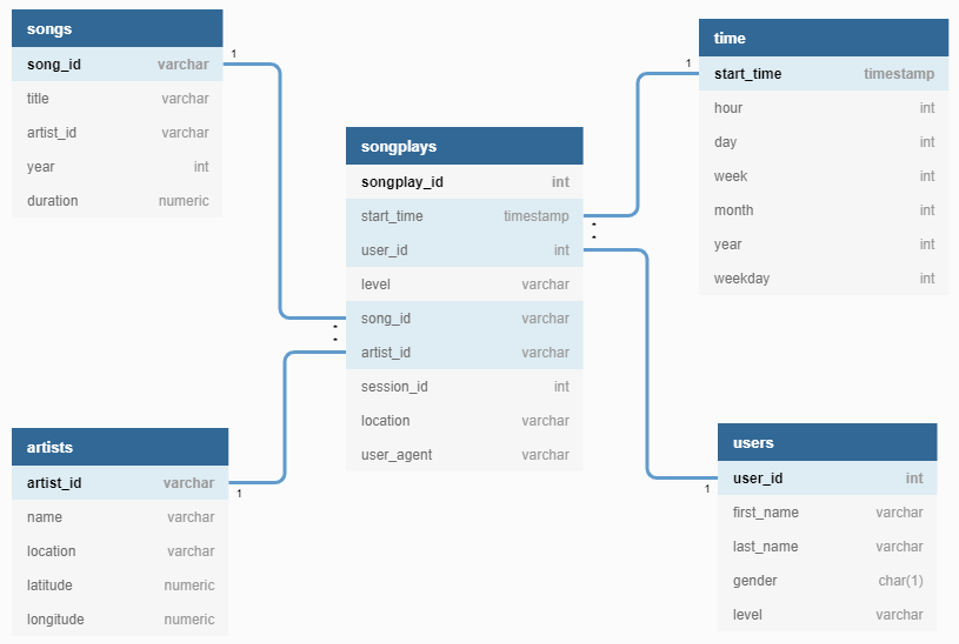 songs
song_id varchar
title varchar
artist_id varchar
year int
duration numeric
1
songplays
songplay_id int
start_time timestamp
user_id int
level varchar
song_id varchar
artist_id varchar
session_id int
location varchar
user_agent varchar
time
1
start_time timestamp
hour int
day int
week int
month int
year int
weekday int
artists
artist_id varchar
1
name varchar
location varchar
latitude numeric
longitude numeric
users
user_id int
1
first_name varchar
last_name varchar
gender char(1)
level varchar